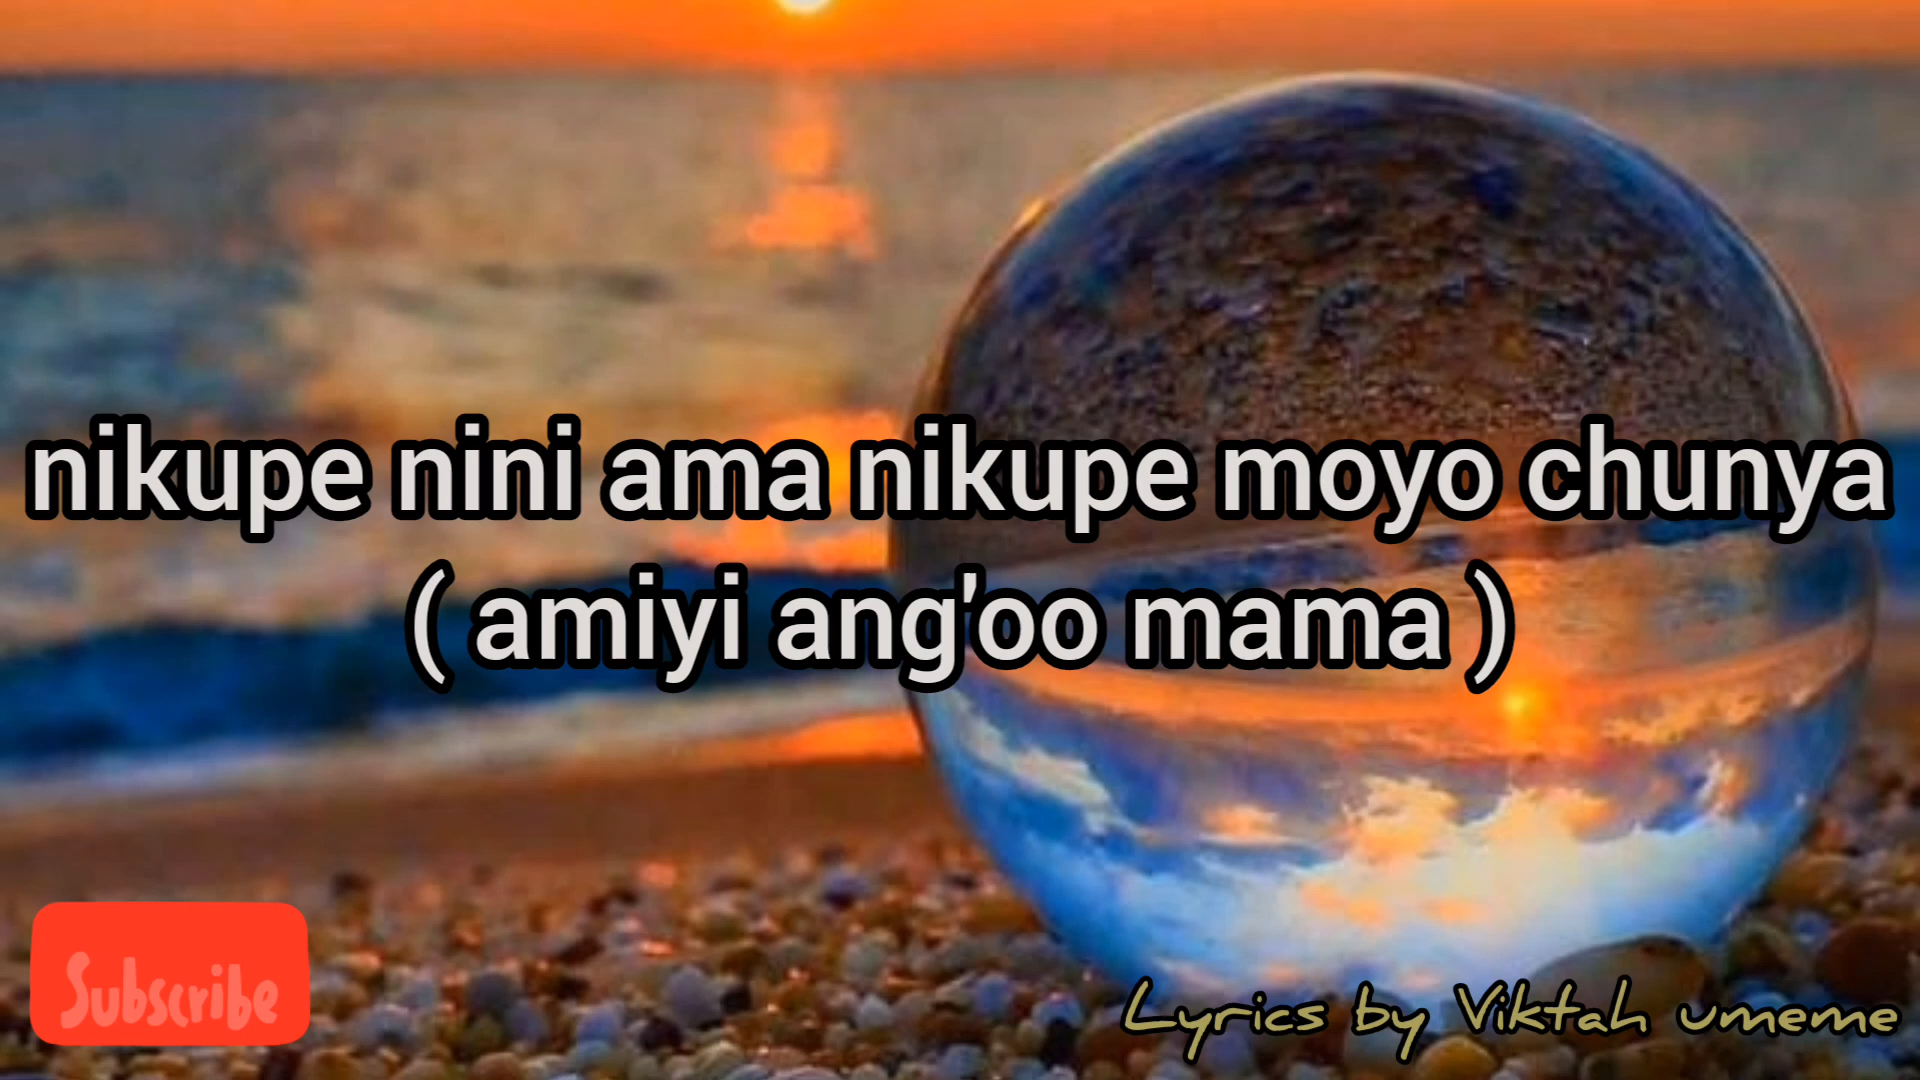 nikupe nini ama nikupe moyo chunya
( amiyi ang'oo mama )
Subscribe
Lyrics by Viktah umeme